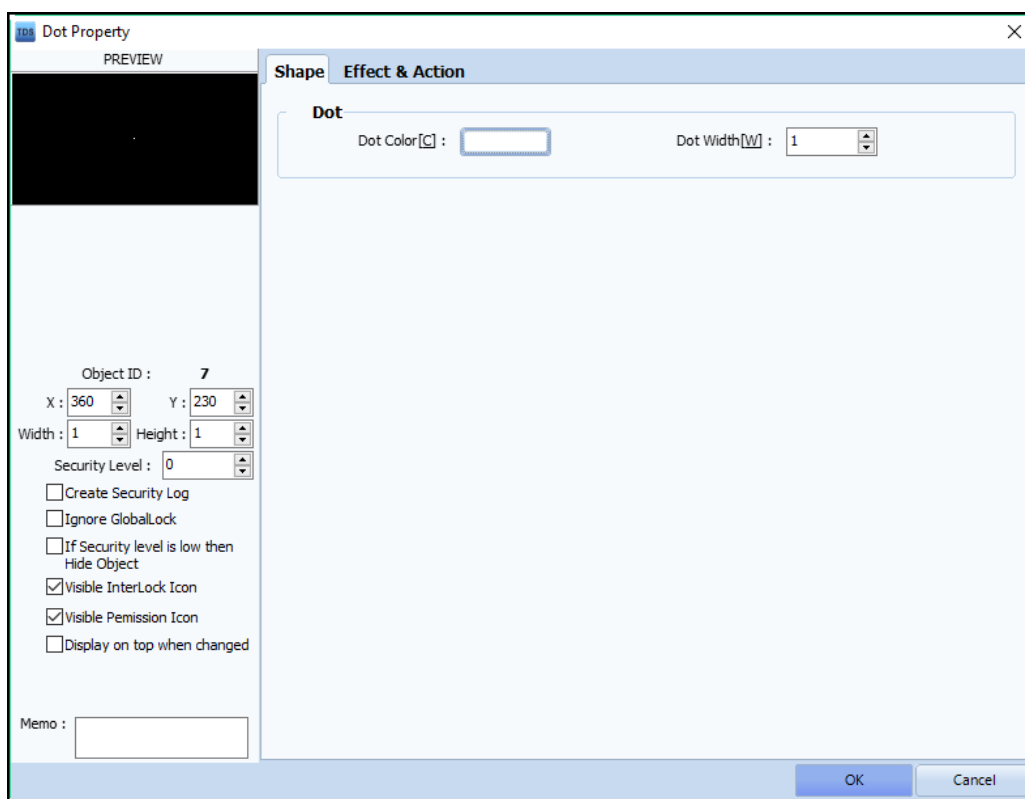 TDS Dot Property
PREVIEW
Shape Effect & Action
Dot
Dot Color[C] : Dot Width[W] : 1
Object ID : 7
X : 360 Y : 230
Width : 1 Height : 1
Security Level : 0
Create Security Log
Ignore GlobalLock
If Security level is low then
Hide Object
Visible InterLock Icon
Visible Pemission Icon
Display on top when changed
Memo :
OK Cancel